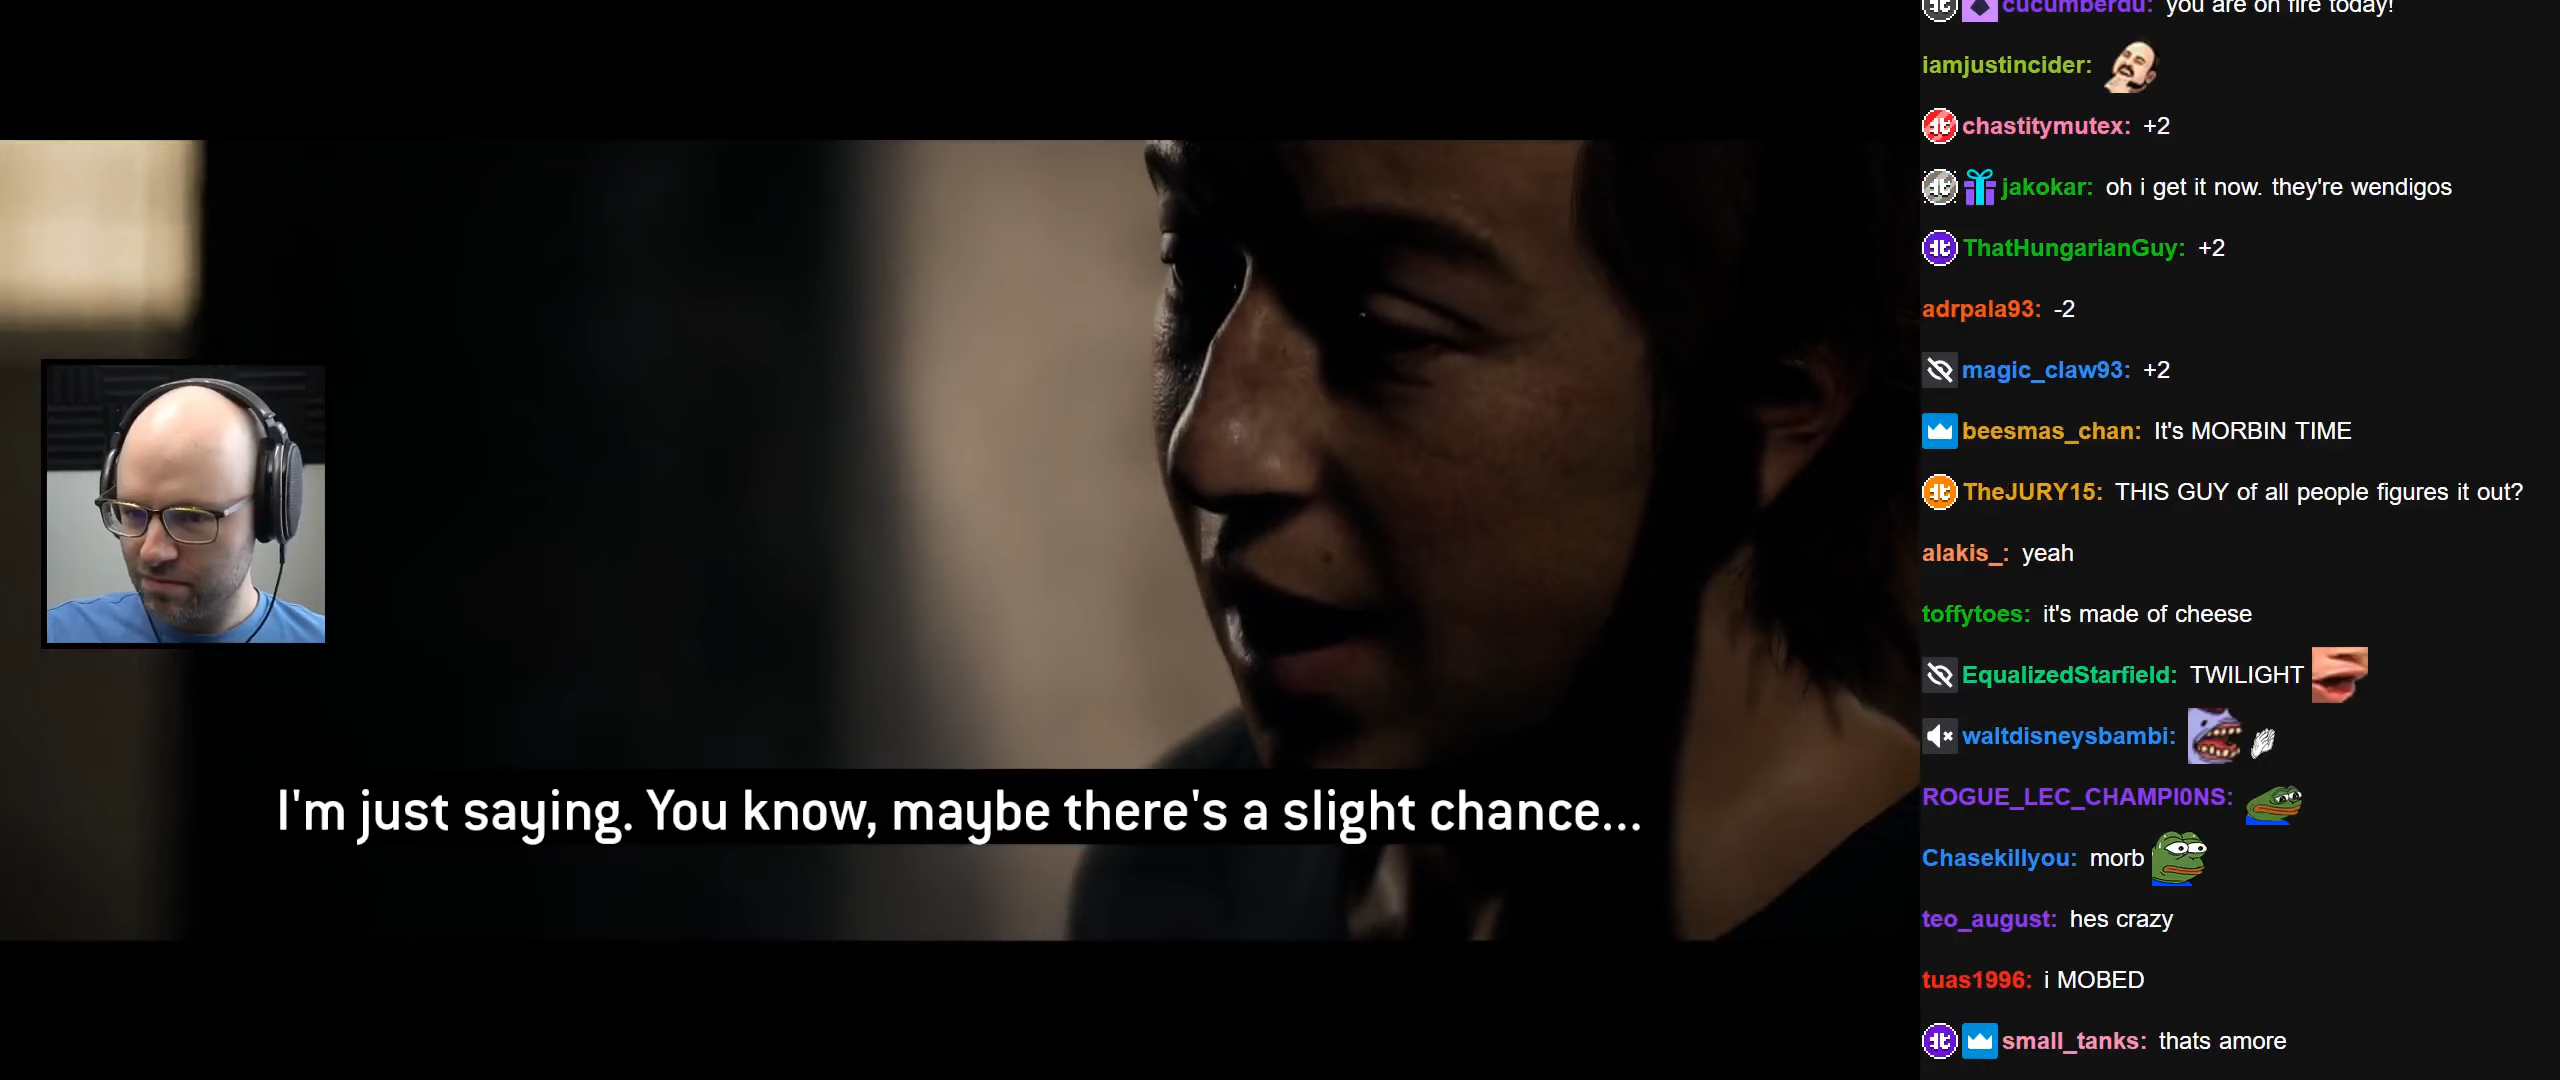 cucumberdu: you are on fire today!
iamjustincider:
chastitymutex: +2
jakokar: oh i get it now. they're wendigos
ThatHungarianGuy: +2
adrpala93: -2
magic_claw93: +2
beesmas_chan: It's MORBIN TIME
TheJURY15: THIS GUY of all people figures it out?
alakis_: yeah
toffytoes: it's made of cheese
EqualizedStarfield: TWILIGHT
waltdisneysbambi:
ROGUE_LEC_CHAMPI0NS:
Chasekillyou: morb
teo_august: hes crazy
tuas1996: i MOBED
small_tanks: thats amore
I'm just saying. You know, maybe there's a slight chance...